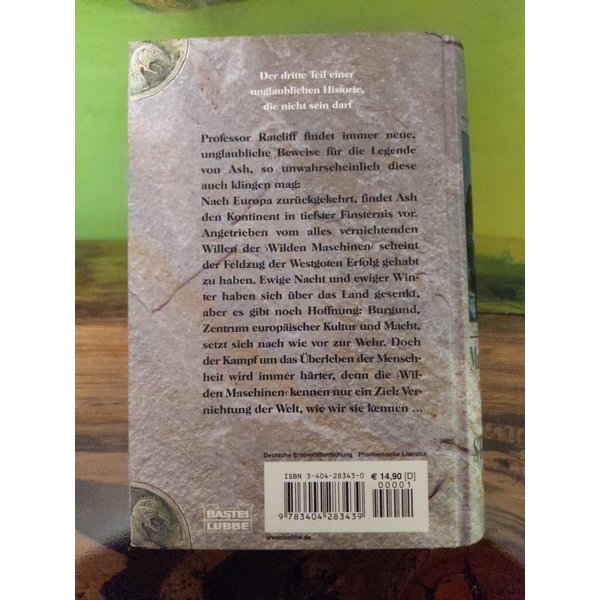 Der dritte Teil einer
unglaublichen Historie,
die nicht sein darf
Professor Ratcliff findet immer neue,
unglaubliche Beweise für die Legende
von Ash, so unwahrscheinlich diese
auch klingen mag:
Nach Europa zurückgekehrt, findet Ash
den Kontinent in tiefster Finsternis vor.
Angetrieben vom alles vernichtenden
Willen der ›Wilden Maschinen‹ scheint
der Feldzug der Westgoten Erfolg gehabt
zu haben. Ewige Nacht und ewiger Win-
ter haben sich über das Land gesenkt,
aber es gibt noch Hoffnung: Burgund,
Zentrum europäischer Kultur und Macht,
setzt sich nach wie vor zur Wehr. Doch
der Kampf um das Überleben der Mensch-
heit wird immer härter, denn die ›Wil-
den Maschinen‹ kennen nur ein Ziel: Ver-
nichtung der Welt, wie wir sie kennen ...
Deutsche Erstveröffentlichung Phantastische Literatur
ISBN 3-404-28343-0 € 14,90 [D]
00001
9 783404 283439
www.luebbe.de
BASTEI
LÜBBE